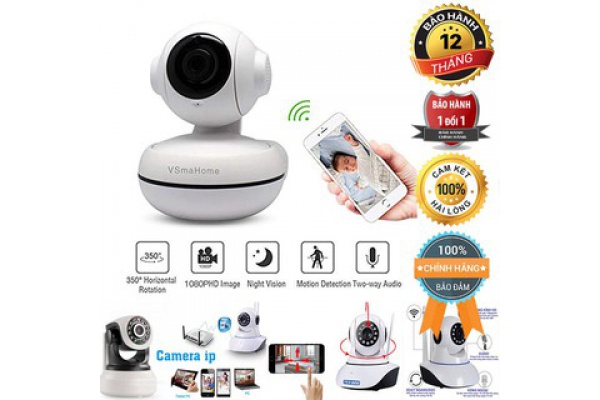 BẢO HÀNH
12
THÁNG
BẢO HÀNH
1 ĐỔI 1
VSmaHome
CAM KẾT
100%
HÀI LÒNG
100%
CHÍNH HÃNG
BẢO ĐẢM
350°
HD
350° Horizontal
Rotation
1080PHD Image
Night Vision
Motion Detection
Two-way Audio
Camera ip